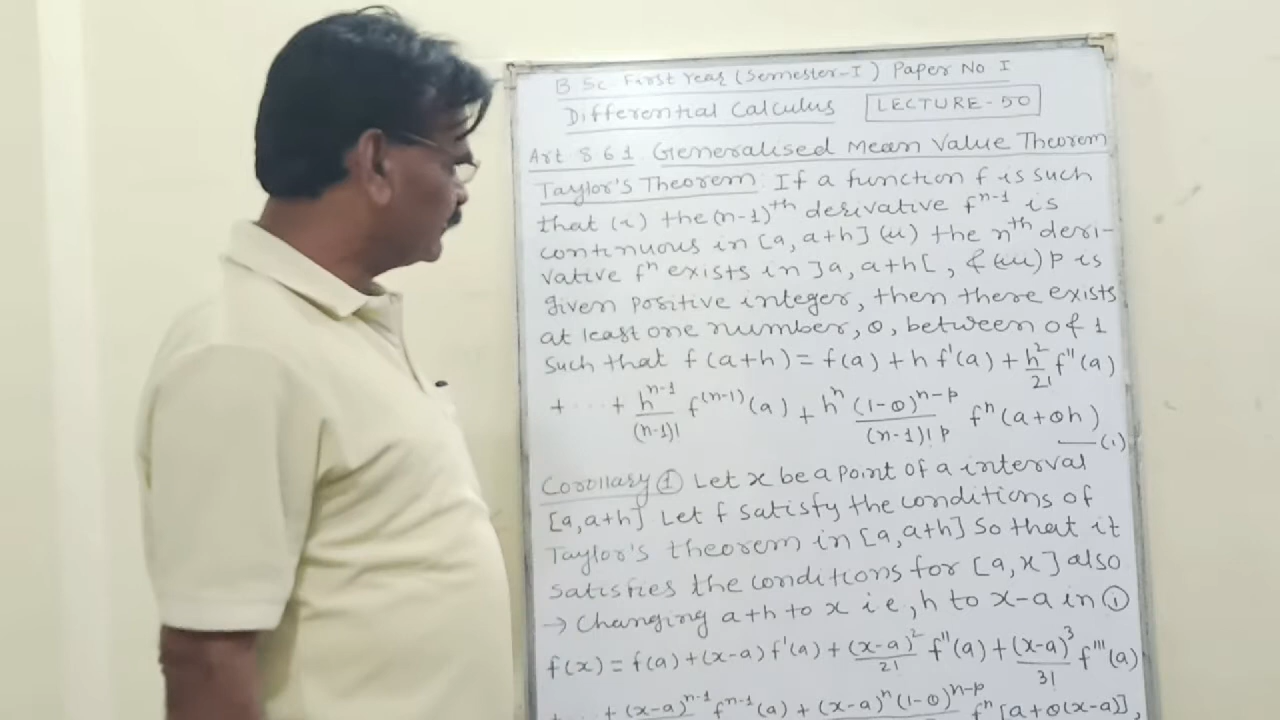 B Sc First Year (Semester-I) Paper No I
Differential Calculus LECTURE-50
Art 8.6.1. Generalised Mean Value Theorem
Taylor's Theorem: If a function f is such
that (i) the (n-1)^th derivative f^n-1 is
continuous in [a, a+h] (ii) the n^th deri-
vative f^n exists in ]a, a+h[, & (iii) p is
given positive integer, then there exists
at least one number, θ, between 0 & 1
such that f(a+h) = f(a) + h f'(a) + h²/2! f''(a)
+ ... + h^n-1/(n-1)! f^(n-1)(a) + h^n (1-θ)^n-p/(n-1)! p f^n(a+θh)
—(1)
Corollary ① Let x be a point of a interval
[a, a+h] Let f satisfy the conditions of
Taylor's theorem in [a, a+h] so that it
satisfies the conditions for [a, x] also
→ Changing a+h to x i.e, h to x-a in ①
f(x) = f(a) + (x-a) f'(a) + (x-a)²/2! f''(a) + (x-a)³/3! f'''(a)
+ ... + (x-a)^n-1 f^n-1(a) + (x-a)^n (1-θ)^n-p f^n [a+θ(x-a)],